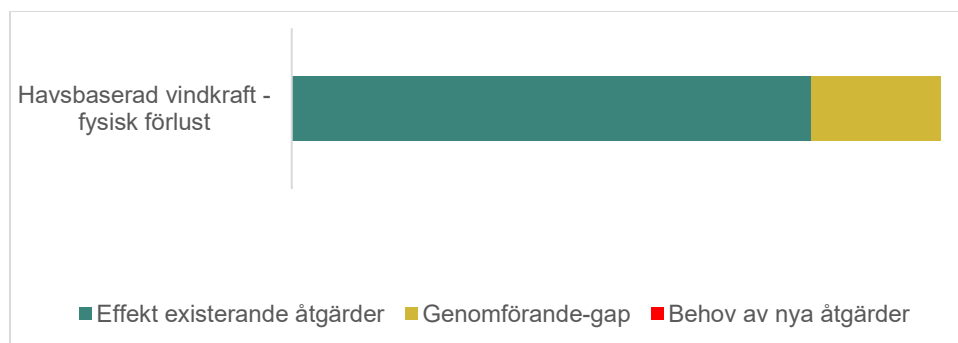 Havsbaserad vindkraft -
fysisk förlust
Effekt existerande åtgärder Genomförande-gap Behov av nya åtgärder